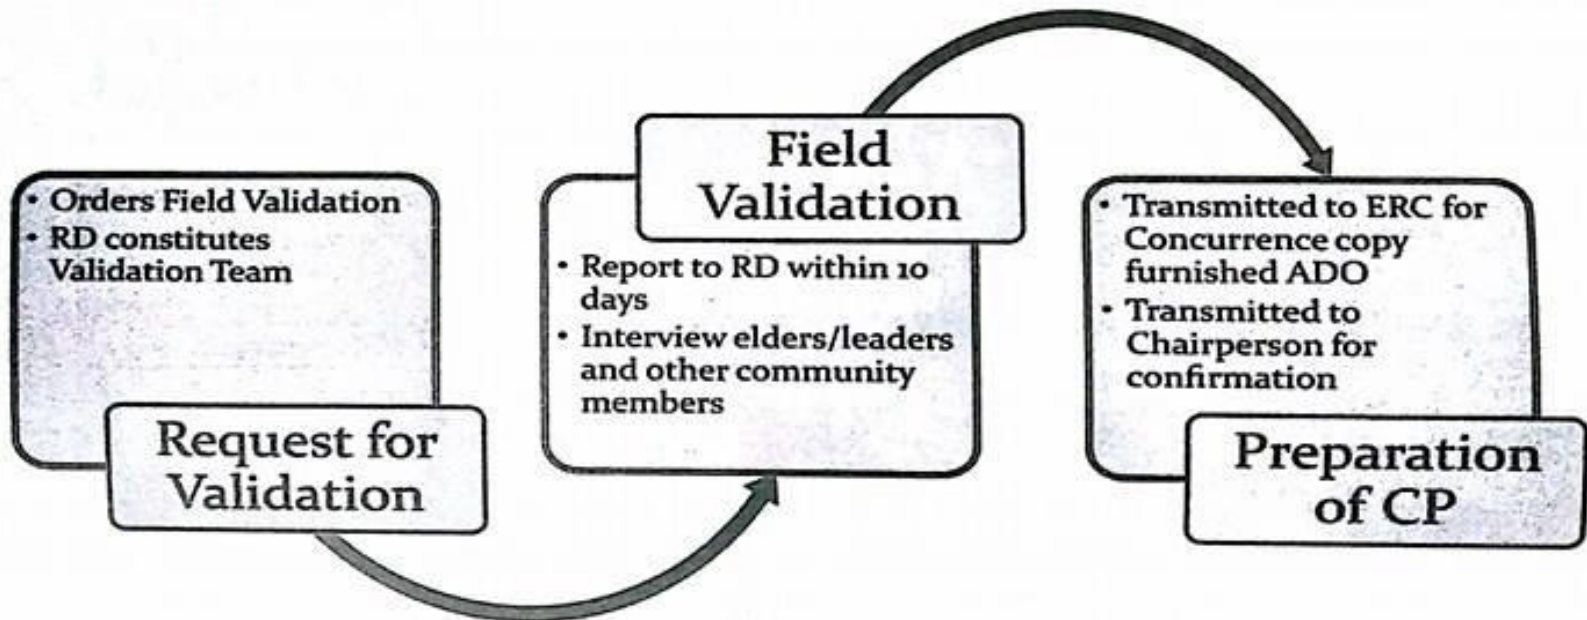 • Orders Field Validation
• RD constitutes
Validation Team
Request for
Validation
Field
Validation
• Report to RD within 10
days
• Interview elders/leaders
and other community
members
• Transmitted to ERC for
Concurrence copy
furnished ADO
• Transmitted to
Chairperson for
confirmation
Preparation
of CP